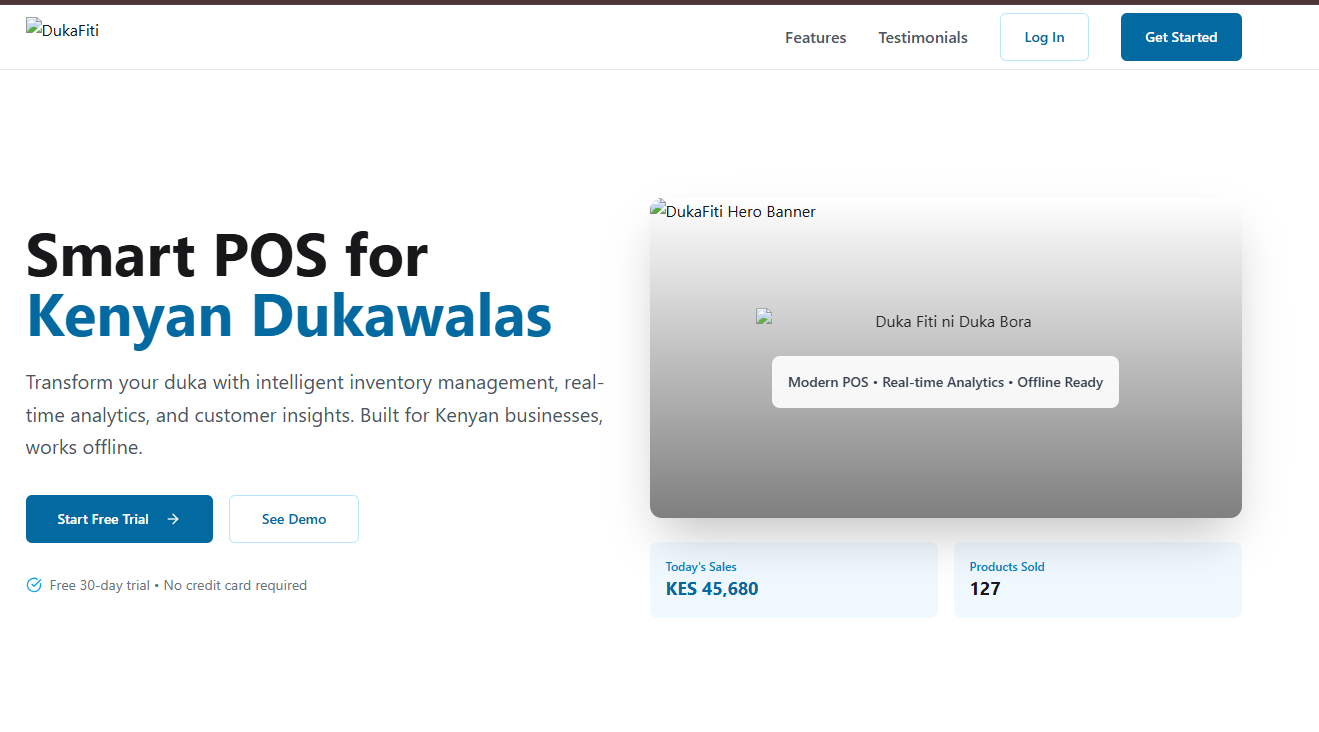 DukaFiti
Features
Testimonials
Log In
Get Started
Smart POS for
Kenyan Dukawalas
Transform your duka with intelligent inventory management, real-
time analytics, and customer insights. Built for Kenyan businesses,
works offline.
Start Free Trial
See Demo
Free 30-day trial • No credit card required
DukaFiti Hero Banner
Duka Fiti ni Duka Bora
Modern POS • Real-time Analytics • Offline Ready
Today's Sales
KES 45,680
Products Sold
127